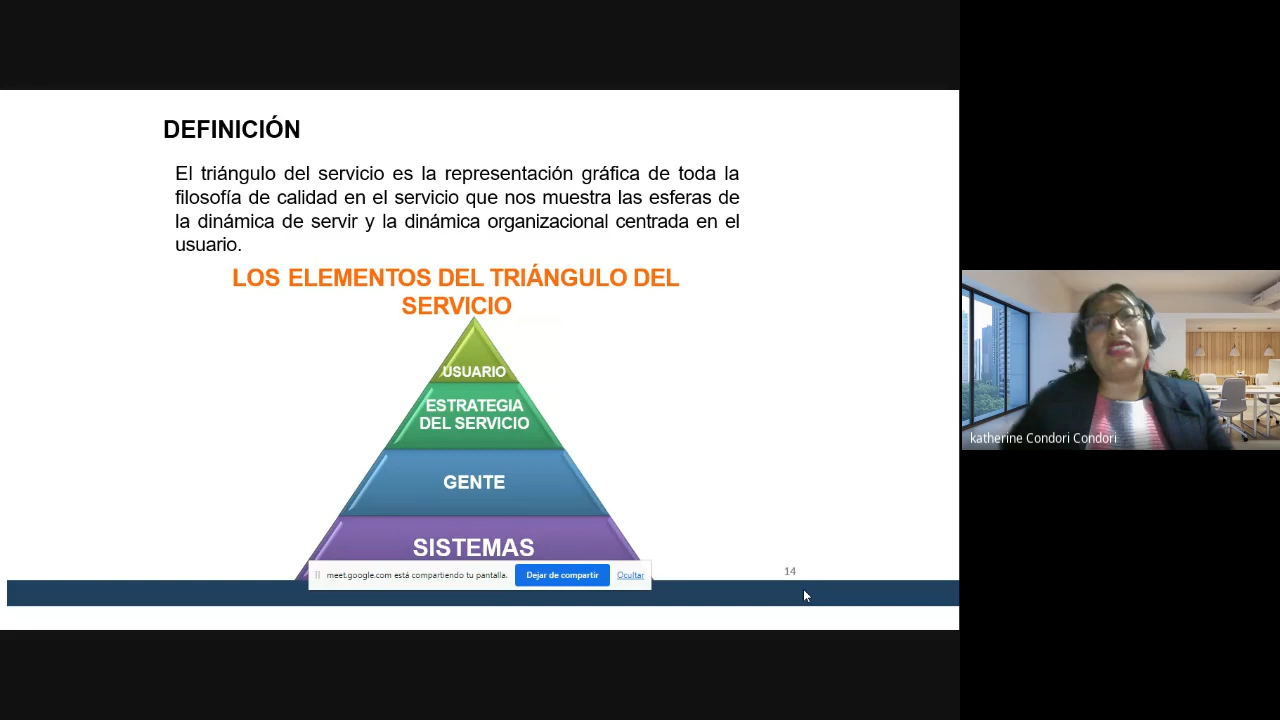 DEFINICIÓN
El triángulo del servicio es la representación gráfica de toda la
filosofía de calidad en el servicio que nos muestra las esferas de
la dinámica de servir y la dinámica organizacional centrada en el
usuario.
LOS ELEMENTOS DEL TRIÁNGULO DEL
SERVICIO
USUARIO
ESTRATEGIA
DEL SERVICIO
GENTE
SISTEMAS
meet.google.com está compartiendo tu pantalla.
Dejar de compartir
Ocultar
14
katherine Condori Condori